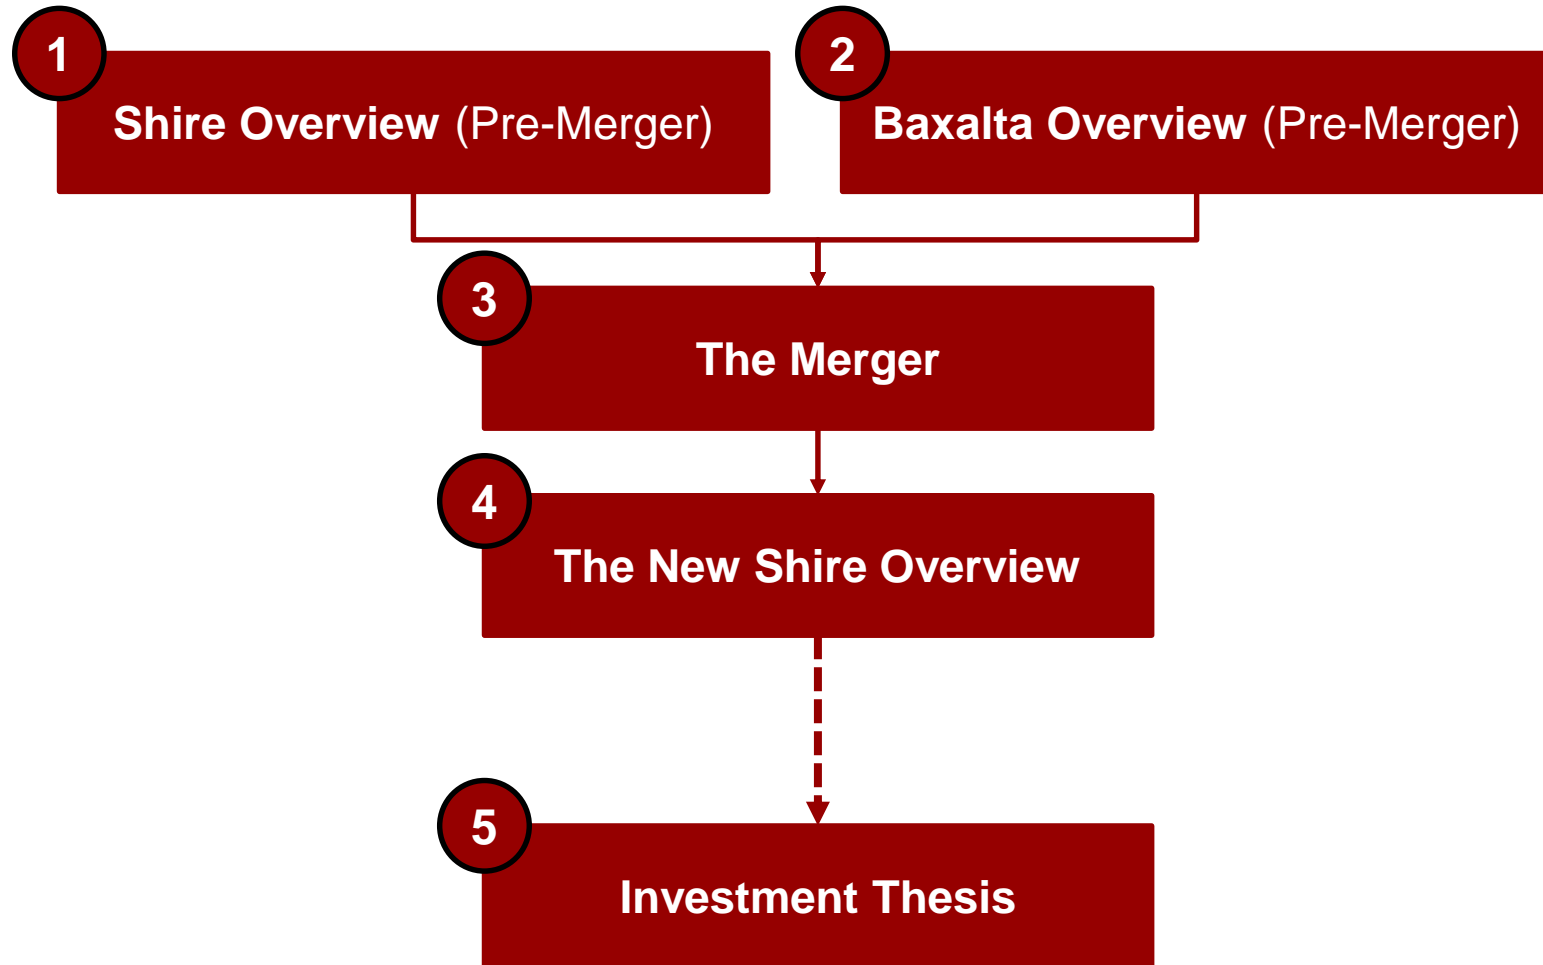 1
Shire Overview (Pre-Merger)
2
Baxalta Overview (Pre-Merger)
3
The Merger
4
The New Shire Overview
5
Investment Thesis